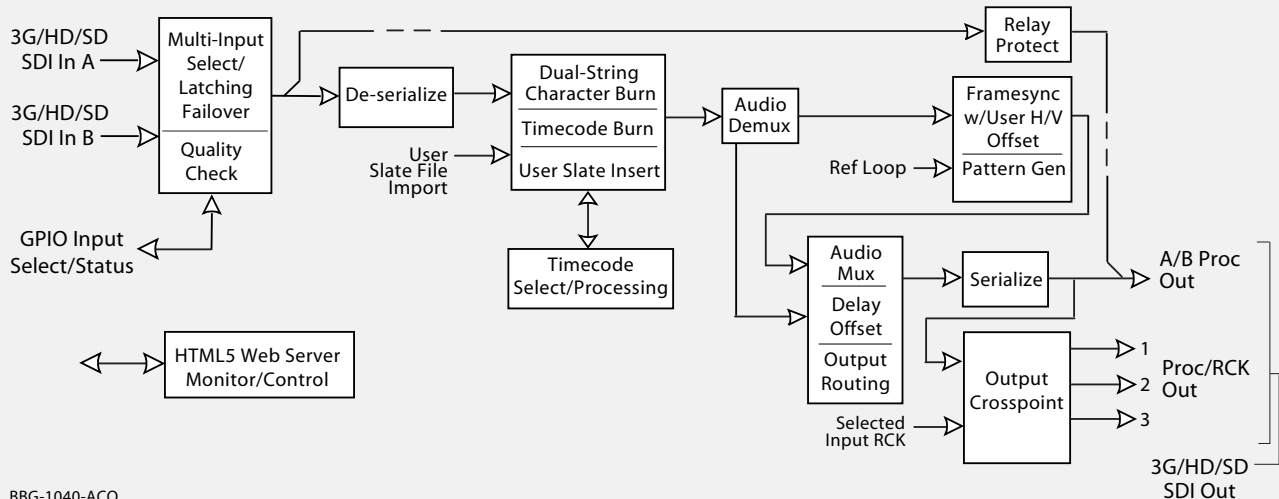 3G/HD/SD
SDI In A
3G/HD/SD
SDI In B
Multi-Input
Select/
Latching
Failover
Quality
Check
GPIO Input
Select/Status
De-serialize
User
Slate File
Import
Dual-String
Character Burn
Timecode Burn
User Slate Insert
Timecode
Select/Processing
Audio
Demux
Relay
Protect
Framesync
w/User H/V
Offset
Pattern Gen
Ref Loop
Audio
Mux
Delay
Offset
Output
Routing
Serialize
A/B Proc
Out
HTML5 Web Server
Monitor/Control
Selected
Input RCK
Output
Crosspoint
1
2
3
Proc/RCK
Out
3G/HD/SD
SDI Out
BBG-1040-ACO